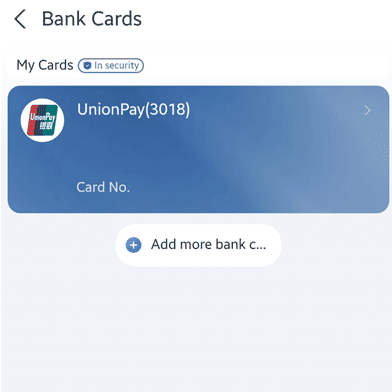 Bank Cards
My Cards In security
UnionPay(3018)
UnionPay
银联
Card No.
Add more bank c...